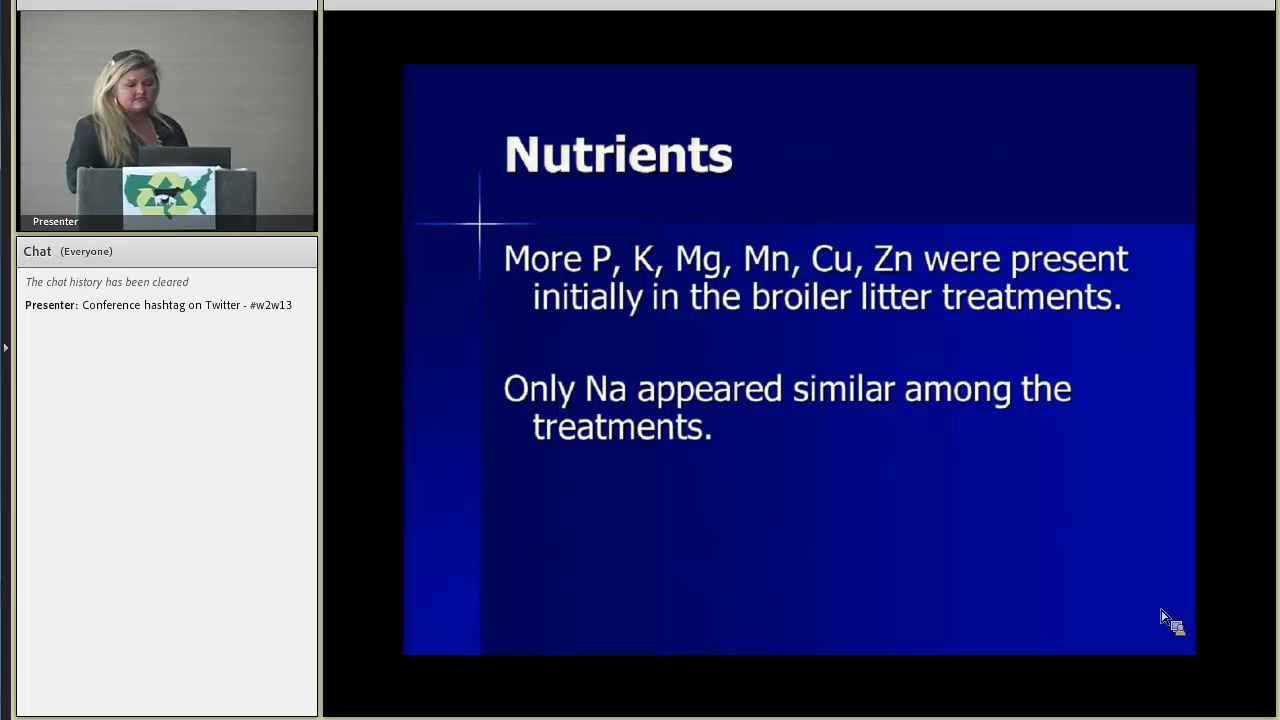 Presenter
Chat (Everyone)
The chat history has been cleared
Presenter: Conference hashtag on Twitter - #w2w13
Nutrients
More P, K, Mg, Mn, Cu, Zn were present
initially in the broiler litter treatments.
Only Na appeared similar among the
treatments.